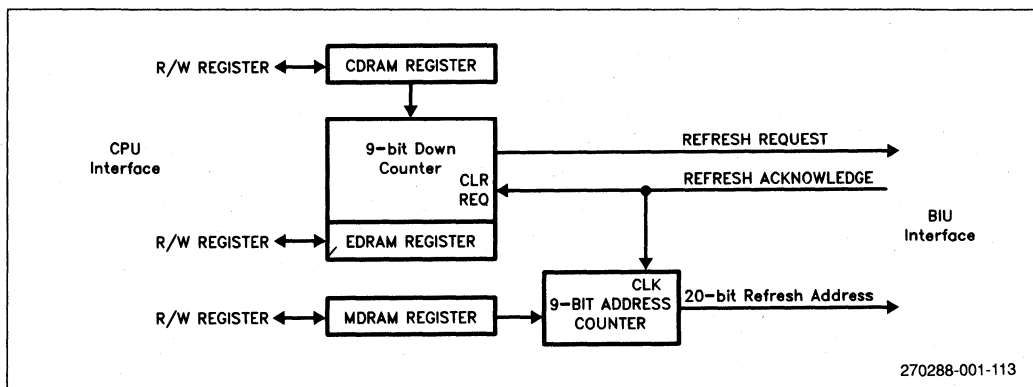 R/W REGISTER
CDRAM REGISTER
CPU
Interface
9-bit Down
Counter
CLR
REQ
REFRESH REQUEST
REFRESH ACKNOWLEDGE
BIU
Interface
R/W REGISTER
EDRAM REGISTER
R/W REGISTER
MDRAM REGISTER
CLK
9-BIT ADDRESS
COUNTER
20-bit Refresh Address
270288-001-113